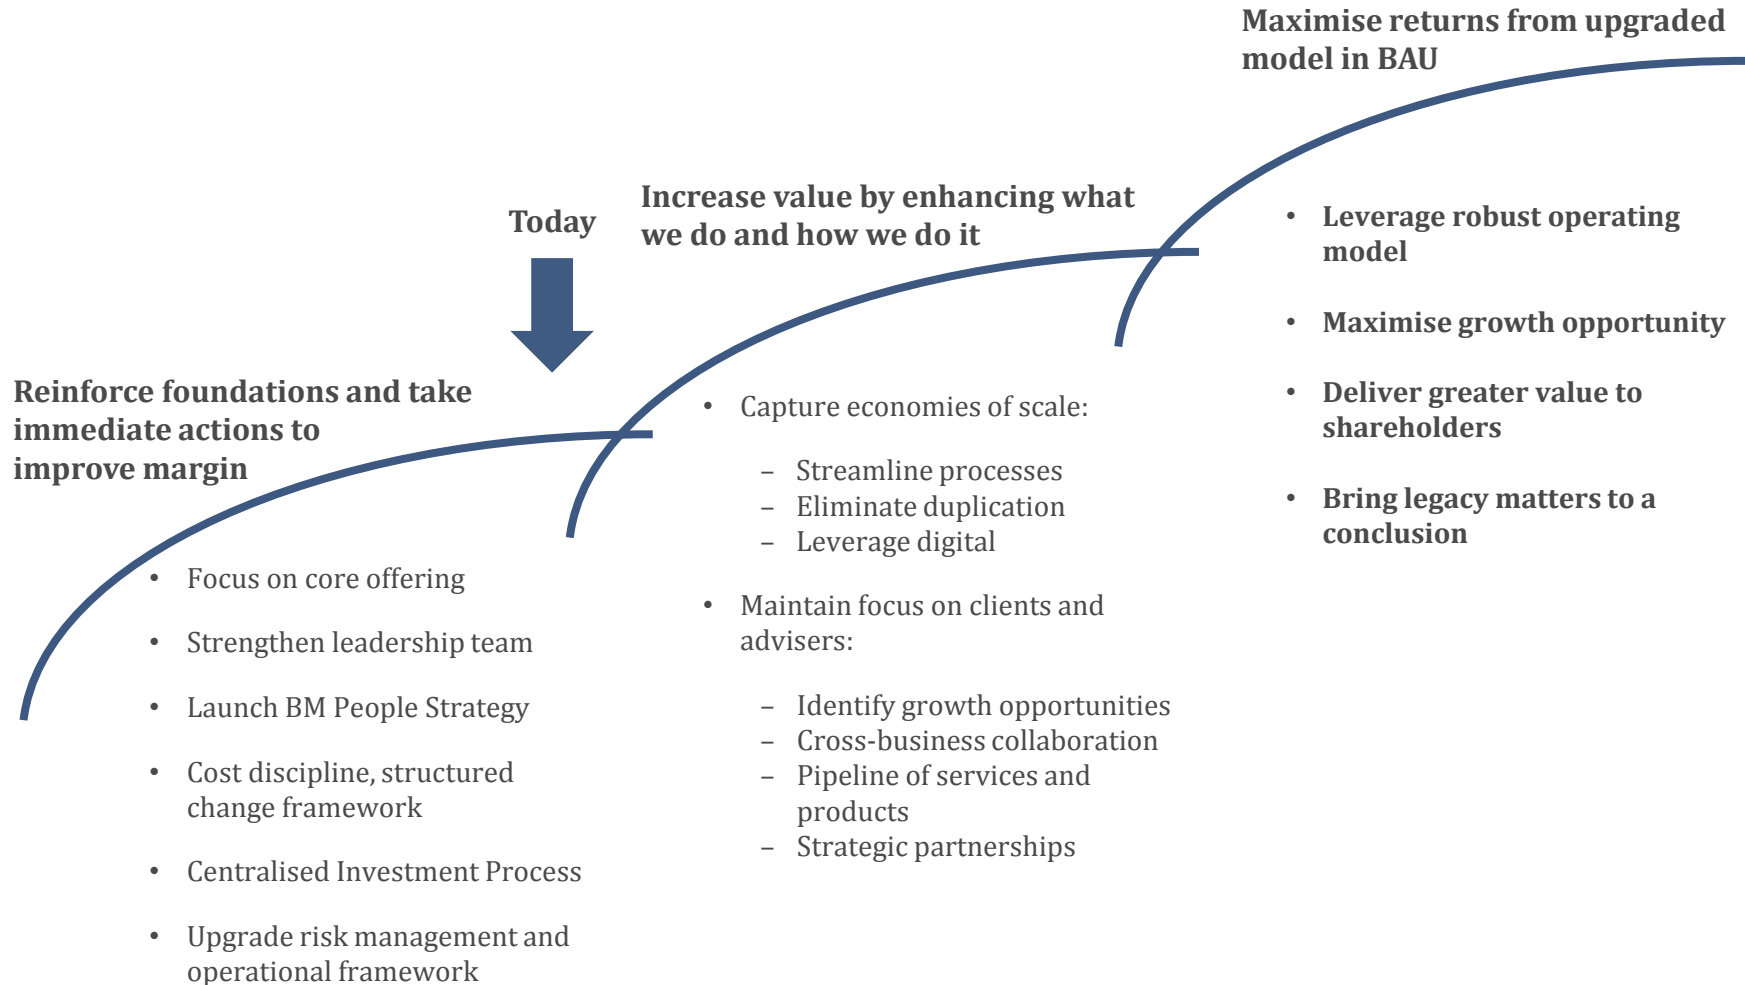 Reinforce foundations and take
immediate actions to
improve margin
• Focus on core offering
• Strengthen leadership team
• Launch BM People Strategy
• Cost discipline, structured
change framework
• Centralised Investment Process
• Upgrade risk management and
operational framework
Today
Increase value by enhancing what
we do and how we do it
• Capture economies of scale:
– Streamline processes
– Eliminate duplication
– Leverage digital
• Maintain focus on clients and
advisers:
– Identify growth opportunities
– Cross-business collaboration
– Pipeline of services and
products
– Strategic partnerships
Maximise returns from upgraded
model in BAU
• Leverage robust operating
model
• Maximise growth opportunity
• Deliver greater value to
shareholders
• Bring legacy matters to a
conclusion